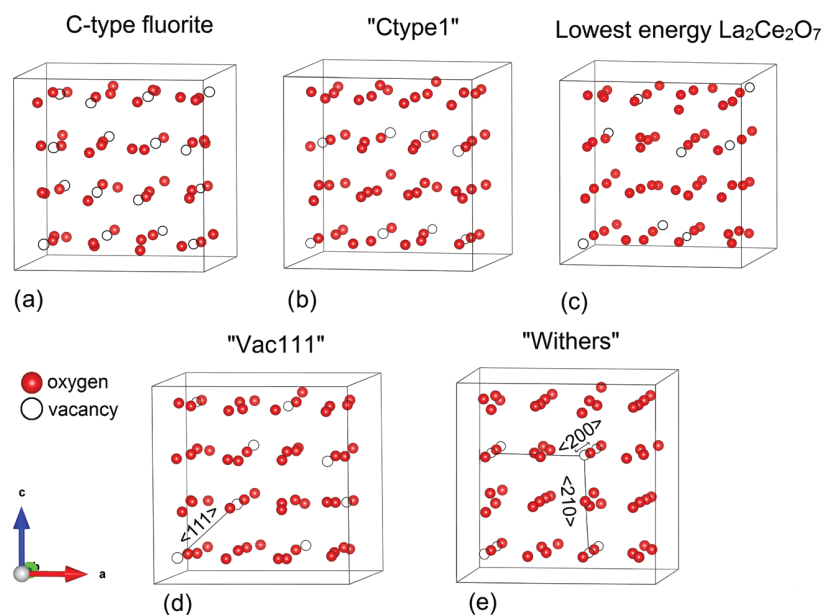 C-type fluorite
"Ctype1"
Lowest energy La₂Ce₂O₇
(a)
(b)
(c)
"Vac111"
"Withers"
oxygen
vacancy
<111>
<200>
<210>
c
a
(d)
(e)